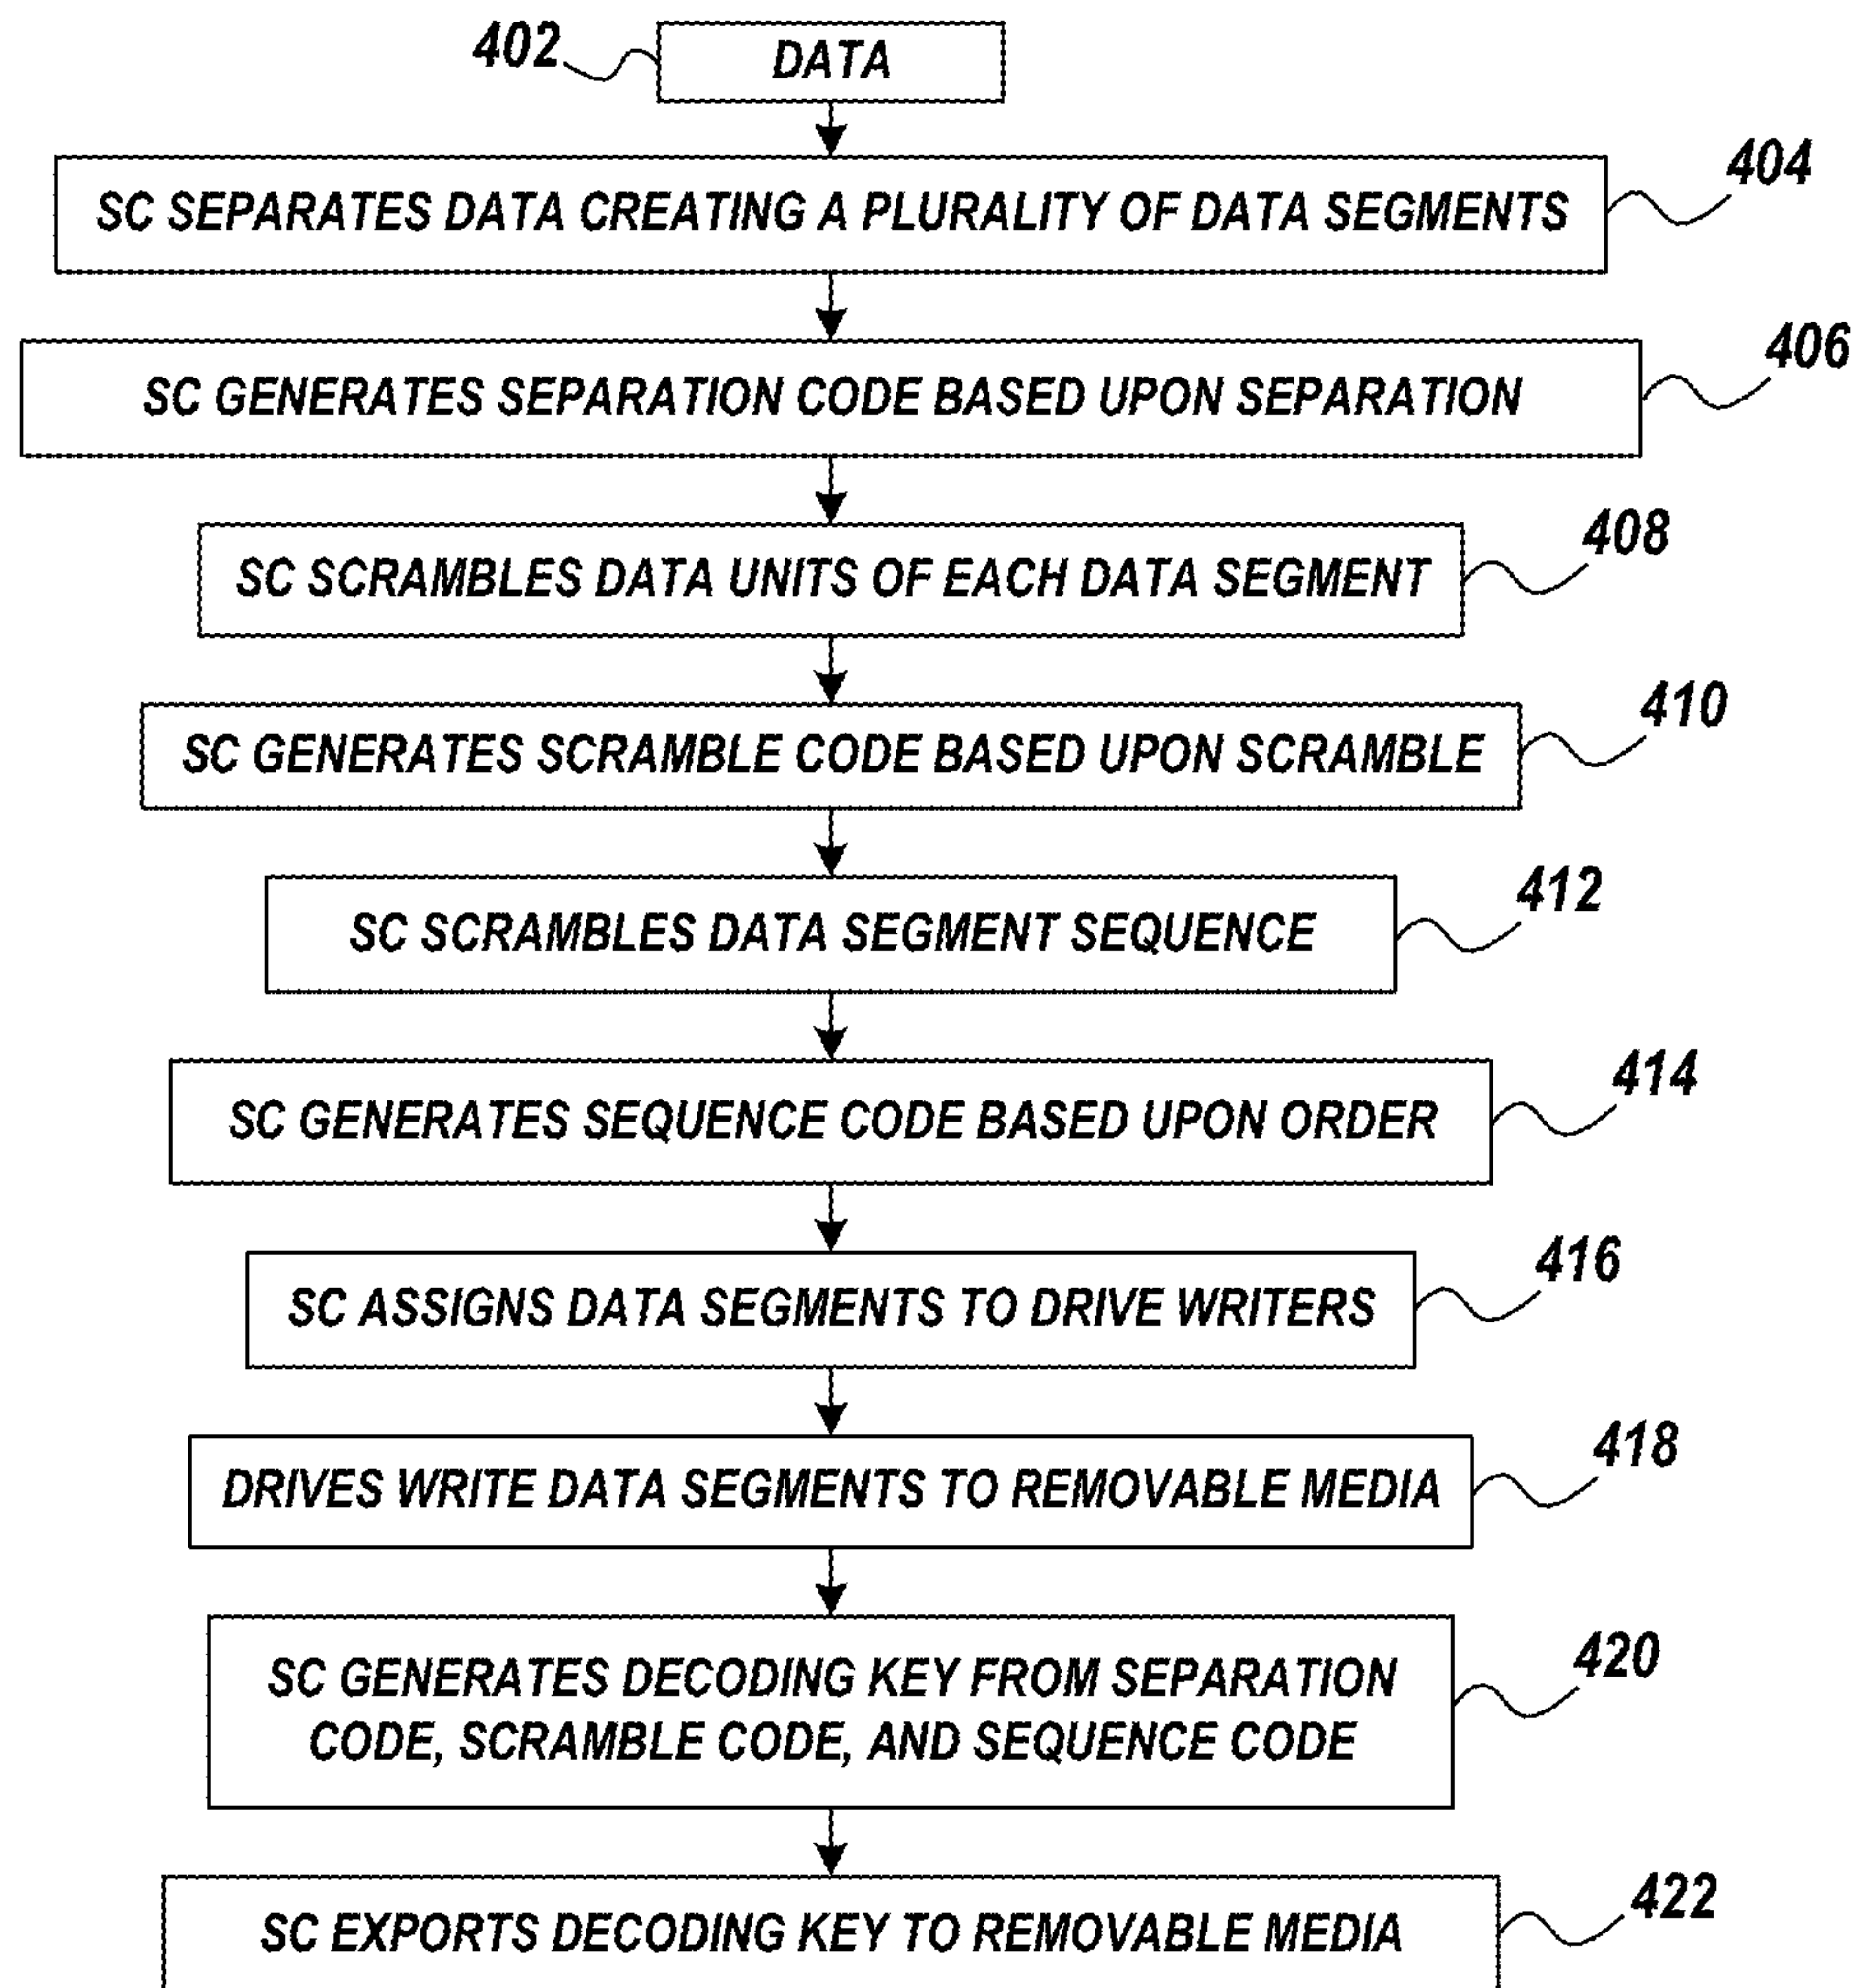 402 DATA
SC SEPARATES DATA CREATING A PLURALITY OF DATA SEGMENTS 404
SC GENERATES SEPARATION CODE BASED UPON SEPARATION 406
SC SCRAMBLES DATA UNITS OF EACH DATA SEGMENT 408
SC GENERATES SCRAMBLE CODE BASED UPON SCRAMBLE 410
SC SCRAMBLES DATA SEGMENT SEQUENCE 412
SC GENERATES SEQUENCE CODE BASED UPON ORDER 414
SC ASSIGNS DATA SEGMENTS TO DRIVE WRITERS 416
DRIVES WRITE DATA SEGMENTS TO REMOVABLE MEDIA 418
SC GENERATES DECODING KEY FROM SEPARATION 420
CODE, SCRAMBLE CODE, AND SEQUENCE CODE
SC EXPORTS DECODING KEY TO REMOVABLE MEDIA 422